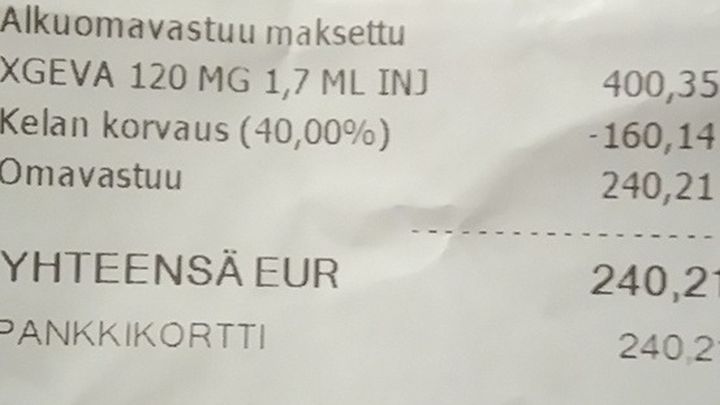 Alkuomavastuu maksettu
XGEVA 120 MG 1,7 ML INJ 400,35
Kelan korvaus (40,00%) -160,14
Omavastuu 240,21
--------------------
YHTEENSÄ EUR 240,21
PANKKIKORTTI 240,21